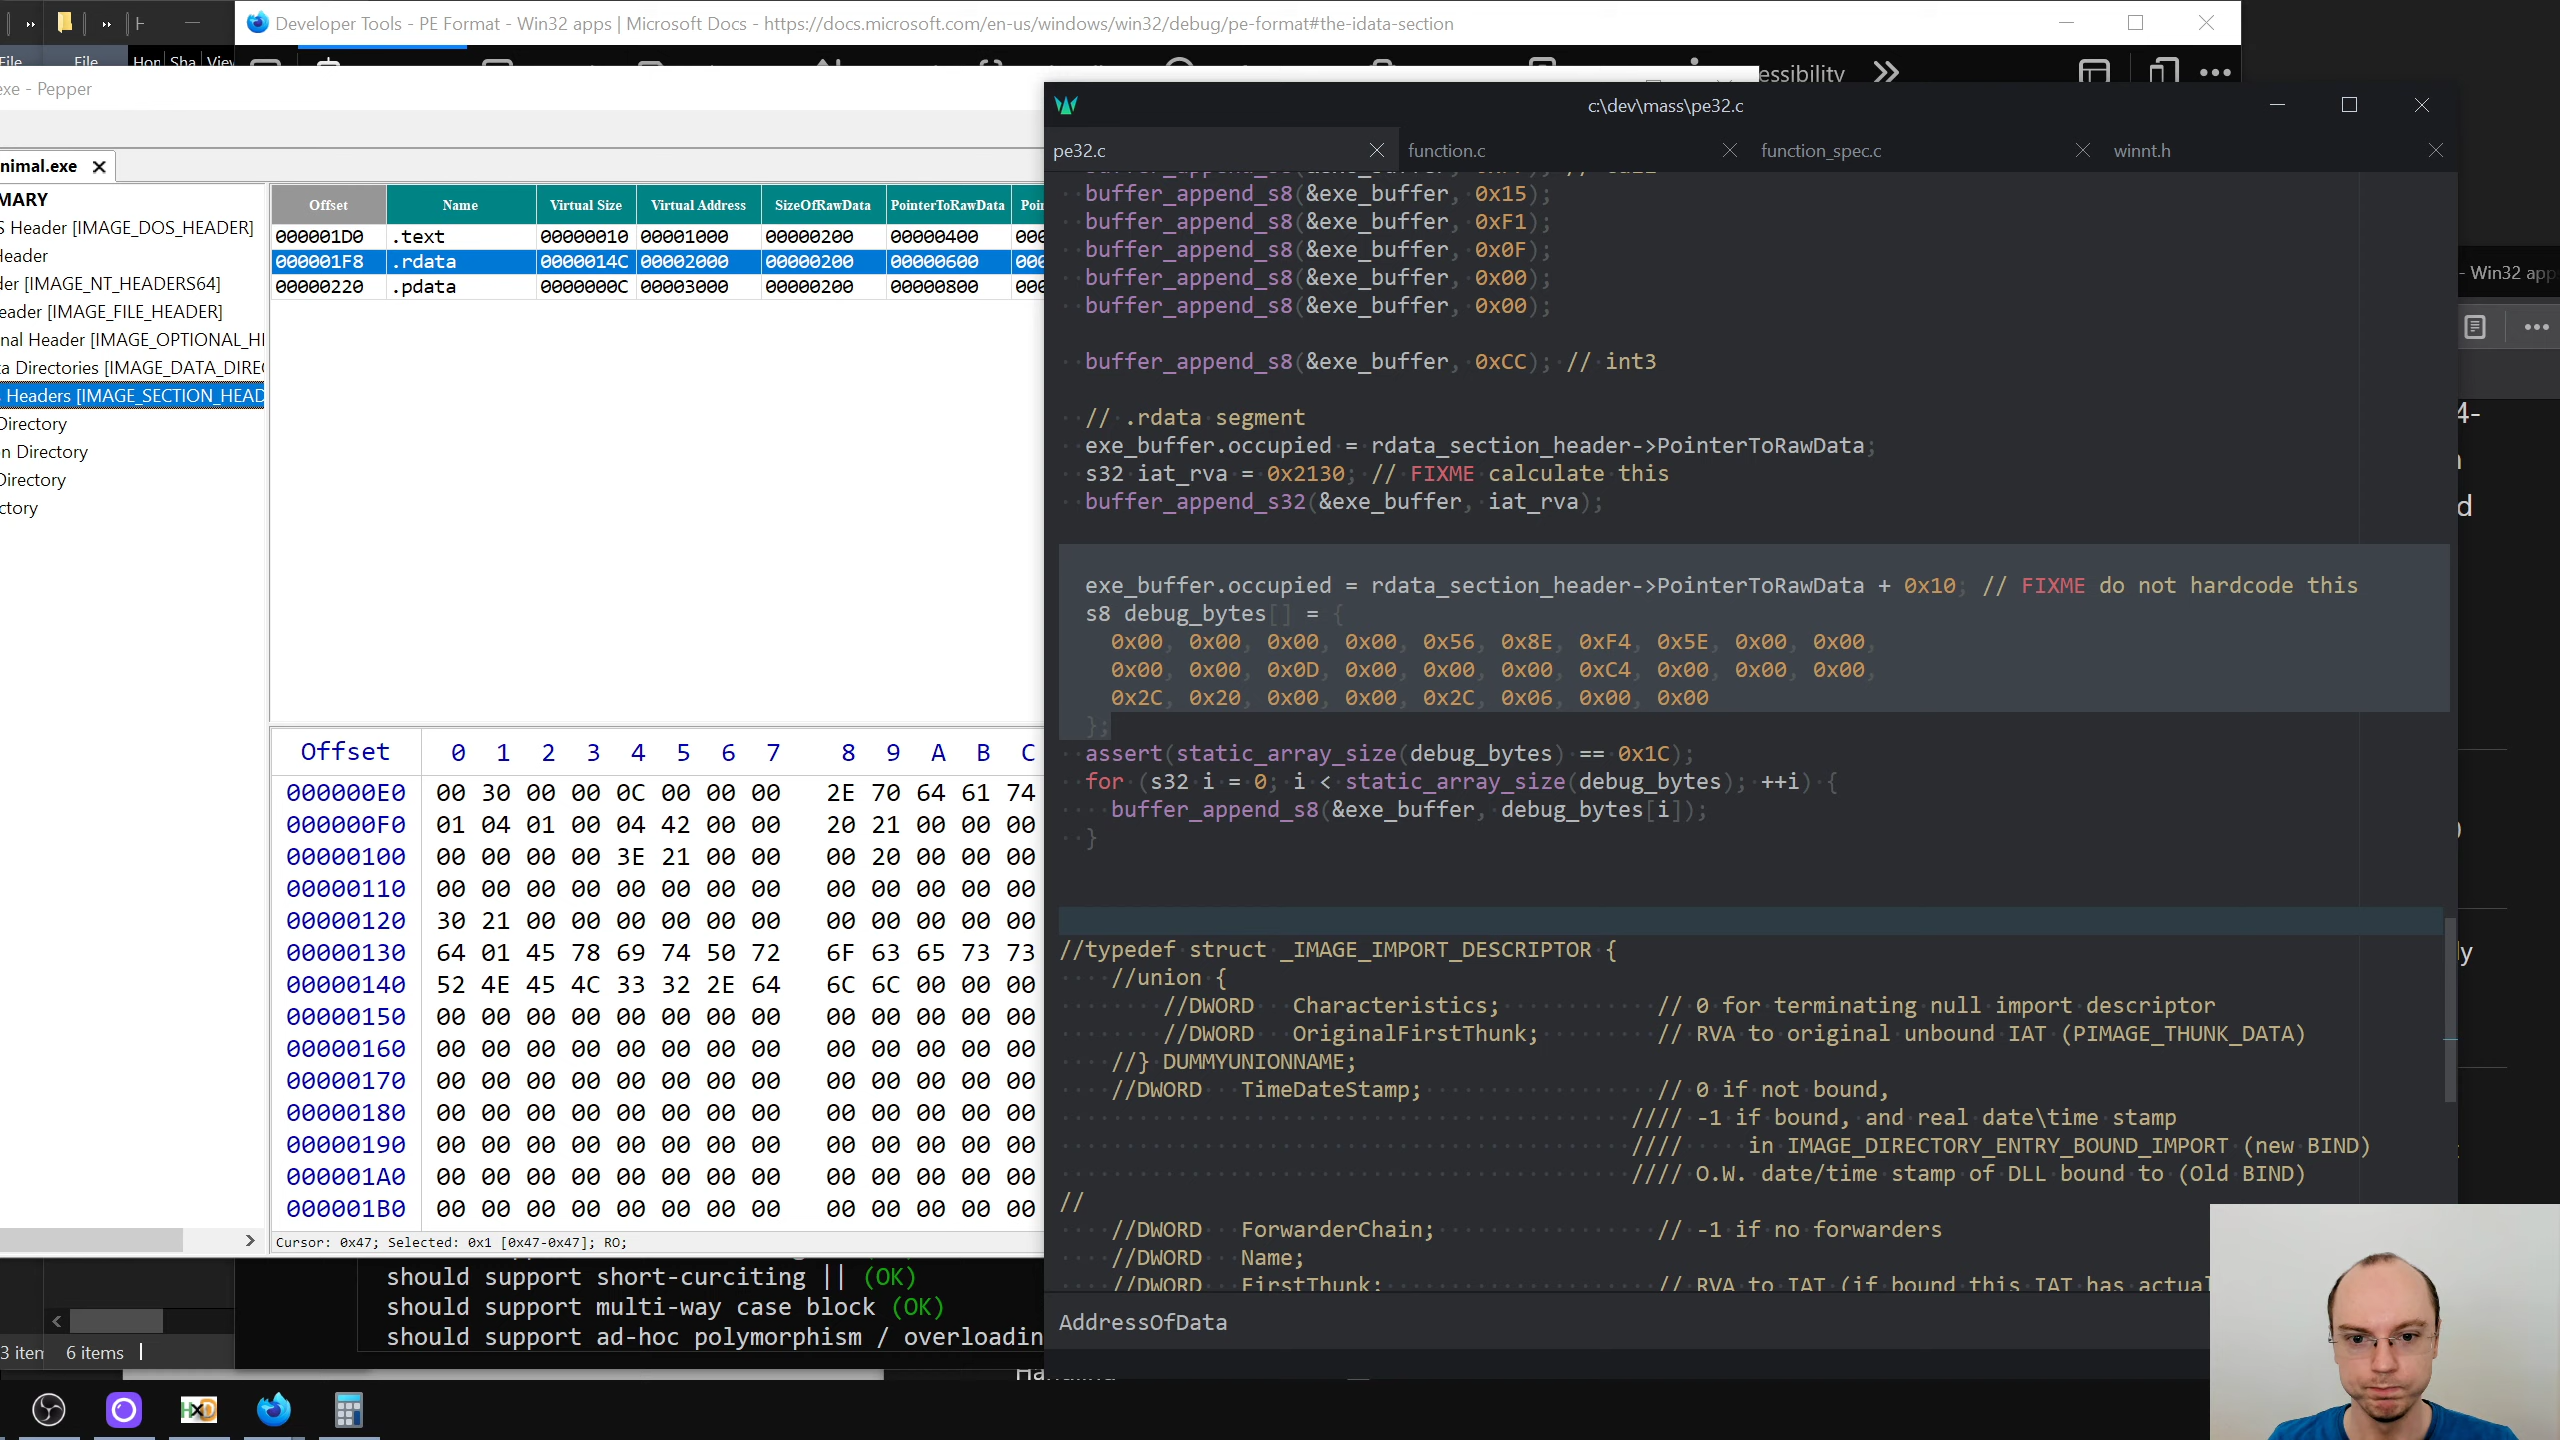 Developer Tools - PE Format - Win32 apps | Microsoft Docs - https://docs.microsoft.com/en-us/windows/win32/debug/pe-format#the-idata-section
File
File
Hor
Sha
Viev
essibility
exe - Pepper
nimal.exe
MARY
S Header [IMAGE_DOS_HEADER]
Header
der [IMAGE_NT_HEADERS64]
eader [IMAGE_FILE_HEADER]
nal Header [IMAGE_OPTIONAL_HI
ta Directories [IMAGE_DATA_DIREC
s Headers [IMAGE_SECTION_HEAD
Directory
n Directory
Directory
ctory
Offset Name Virtual Size Virtual Address SizeOfRawData PointerToRawData Poin
000001D0 .text 00000010 00001000 00000200 00000400 000
000001F8 .rdata 0000014C 00002000 00000200 00000600 000
00000220 .pdata 0000000C 00003000 00000200 00000800 000
Offset 0 1 2 3 4 5 6 7 8 9 A B C
000000E0 00 30 00 00 0C 00 00 00 2E 70 64 61 74
000000F0 01 04 01 00 04 42 00 00 20 21 00 00 00
00000100 00 00 00 00 3E 21 00 00 00 20 00 00 00
00000110 00 00 00 00 00 00 00 00 00 00 00 00 00
00000120 30 21 00 00 00 00 00 00 00 00 00 00 00
00000130 64 01 45 78 69 74 50 72 6F 63 65 73 73
00000140 52 4E 45 4C 33 32 2E 64 6C 6C 00 00 00
00000150 00 00 00 00 00 00 00 00 00 00 00 00 00
00000160 00 00 00 00 00 00 00 00 00 00 00 00 00
00000170 00 00 00 00 00 00 00 00 00 00 00 00 00
00000180 00 00 00 00 00 00 00 00 00 00 00 00 00
00000190 00 00 00 00 00 00 00 00 00 00 00 00 00
000001A0 00 00 00 00 00 00 00 00 00 00 00 00 00
000001B0 00 00 00 00 00 00 00 00 00 00 00 00 00
Cursor: 0x47; Selected: 0x1 [0x47-0x47]; RO;
should support short-curciting || (OK)
should support multi-way case block (OK)
should support ad-hoc polymorphism / overloadin
3 iten
6 items
c:\dev\mass\pe32.c
pe32.c
function.c
function_spec.c
winnt.h
buffer_append_s8(&exe_buffer, 0x15);
buffer_append_s8(&exe_buffer, 0xF1);
buffer_append_s8(&exe_buffer, 0x0F);
buffer_append_s8(&exe_buffer, 0x00);
buffer_append_s8(&exe_buffer, 0x00);
buffer_append_s8(&exe_buffer, 0xCC); // int3
// .rdata segment
exe_buffer.occupied = rdata_section_header->PointerToRawData;
s32 iat_rva = 0x2130; // FIXME calculate this
buffer_append_s32(&exe_buffer, iat_rva);
exe_buffer.occupied = rdata_section_header->PointerToRawData + 0x10; // FIXME do not hardcode this
s8 debug_bytes[] = {
0x00, 0x00, 0x00, 0x00, 0x56, 0x8E, 0xF4, 0x5E, 0x00, 0x00,
0x00, 0x00, 0x0D, 0x00, 0x00, 0x00, 0xC4, 0x00, 0x00, 0x00,
0x2C, 0x20, 0x00, 0x00, 0x2C, 0x06, 0x00, 0x00
};
assert(static_array_size(debug_bytes) == 0x1C);
for (s32 i = 0; i < static_array_size(debug_bytes); ++i) {
buffer_append_s8(&exe_buffer, debug_bytes[i]);
}
//typedef struct _IMAGE_IMPORT_DESCRIPTOR {
//union {
//DWORD Characteristics; // 0 for terminating null import descriptor
//DWORD OriginalFirstThunk; // RVA to original unbound IAT (PIMAGE_THUNK_DATA)
//} DUMMYUNIONNAME;
//DWORD TimeDateStamp; // 0 if not bound,
//// -1 if bound, and real date\time stamp
//// in IMAGE_DIRECTORY_ENTRY_BOUND_IMPORT (new BIND)
//// O.W. date/time stamp of DLL bound to (Old BIND)
//
//DWORD ForwarderChain; // -1 if no forwarders
//DWORD Name;
//DWORD FirstThunk; // RVA to IAT (if bound this IAT has actual
AddressOfData
- Win32 app
4-
d
ly